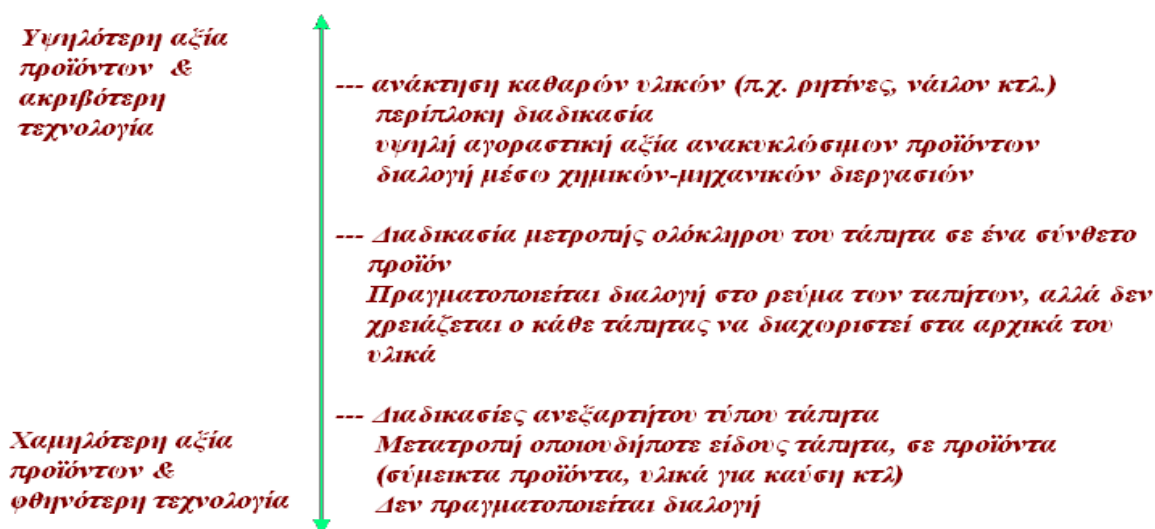 Υψηλότερη αξία
προϊόντων &
ακριβότερη
τεχνολογία
--- ανάκτηση καθαρών υλικών (π.χ. ρητίνες, νάιλον κτλ.)
περίπλοκη διαδικασία
υψηλή αγοραστική αξία ανακυκλώσιμων προϊόντων
διαλογή μέσω χημικών-μηχανικών διεργασιών
--- Διαδικασία μετροπής ολόκληρου του τάπητα σε ένα σύνθετο
προϊόν
Πραγματοποιείται διαλογή στο ρεύμα των ταπήτων, αλλά δεν
χρειάζεται ο κάθε τάπητας να διαχωριστεί στα αρχικά του
υλικά
--- Διαδικασίες ανεξαρτήτου τύπου τάπητα
Μετατροπή οποιουδήποτε είδους τάπητα, σε προϊόντα
(σύμεικτα προϊόντα, υλικά για καύση κτλ)
Δεν πραγματοποιείται διαλογή
Χαμηλότερη αξία
προϊόντων &
φθηνότερη τεχνολογία